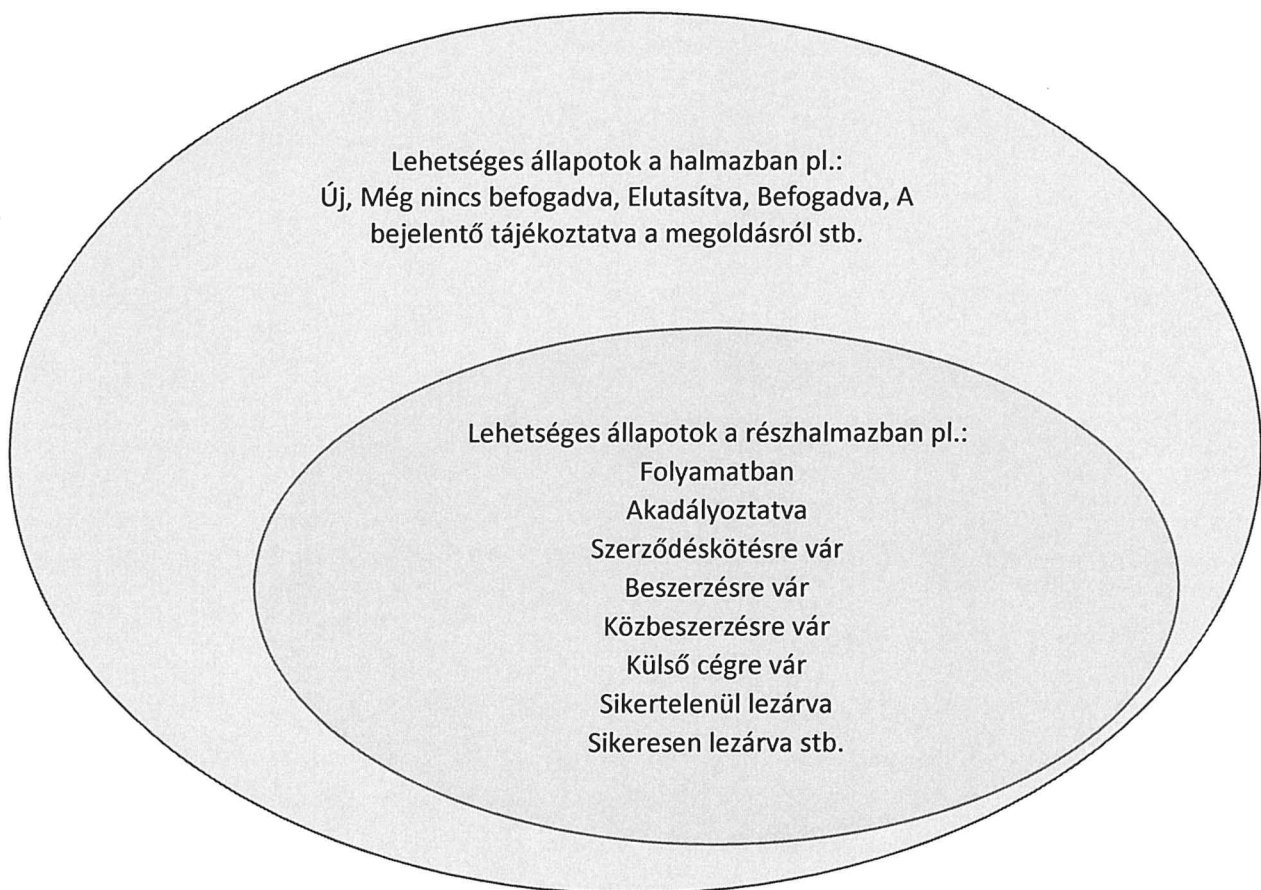 Lehetséges állapotok a halmazban pl.:
Új, Még nincs befogadva, Elutasítva, Befogadva, A
bejelentő tájékoztatva a megoldásról stb.
Lehetséges állapotok a részhalmazban pl.:
Folyamatban
Akadályoztatva
Szerződéskötésre vár
Beszerzésre vár
Közbeszerzésre vár
Külső cégre vár
Sikertelenül lezárva
Sikeresen lezárva stb.